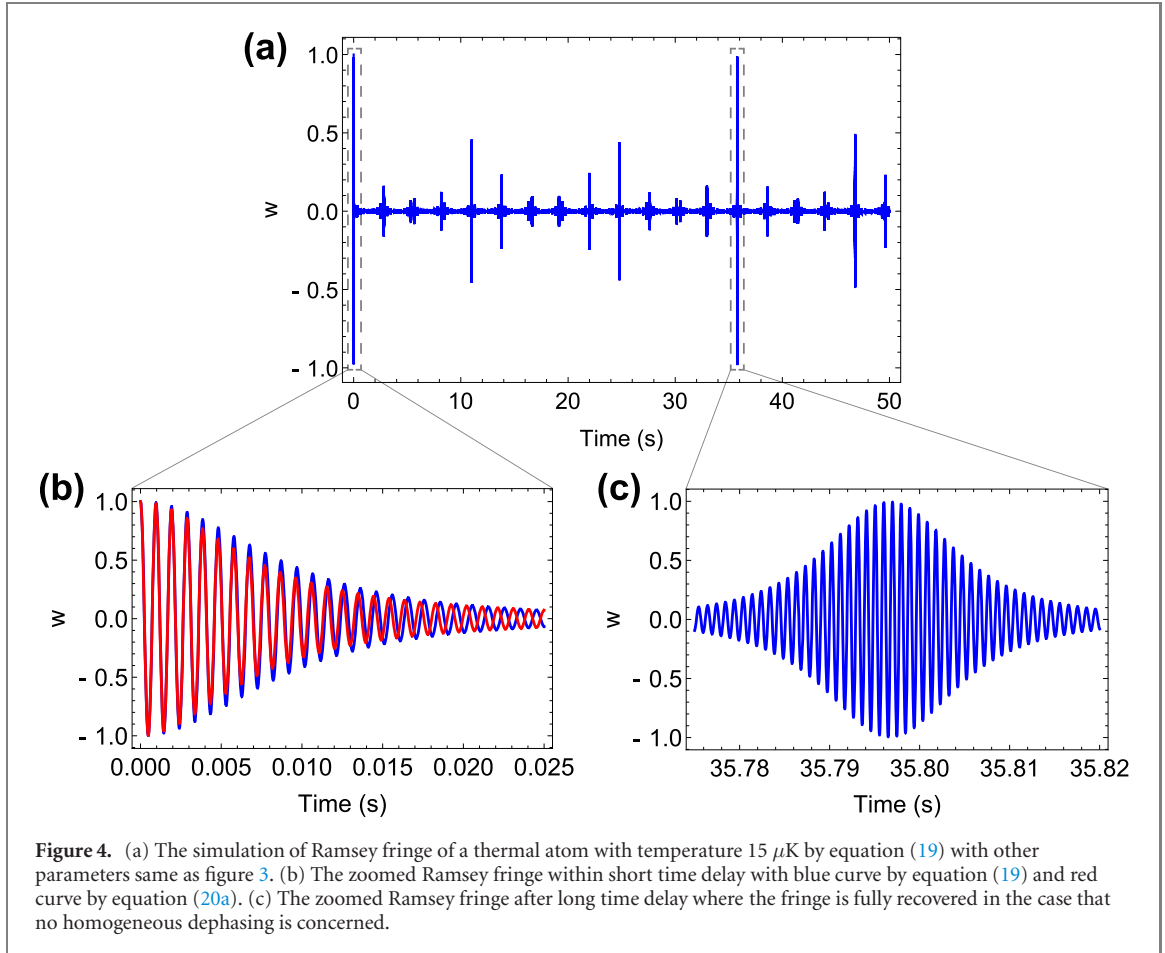 (a)
1.0
0.5
0.0
- 0.5
- 1.0
w
0 10 20 30 40 50
Time (s)
(b)
1.0
0.5
0.0
- 0.5
- 1.0
w
0.000 0.005 0.010 0.015 0.020 0.025
Time (s)
(c)
1.0
0.5
0.0
- 0.5
- 1.0
w
35.78 35.79 35.80 35.81 35.82
Time (s)
Figure 4. (a) The simulation of Ramsey fringe of a thermal atom with temperature 15 μK by equation (19) with other
parameters same as figure 3. (b) The zoomed Ramsey fringe within short time delay with blue curve by equation (19) and red
curve by equation (20a). (c) The zoomed Ramsey fringe after long time delay where the fringe is fully recovered in the case that
no homogeneous dephasing is concerned.